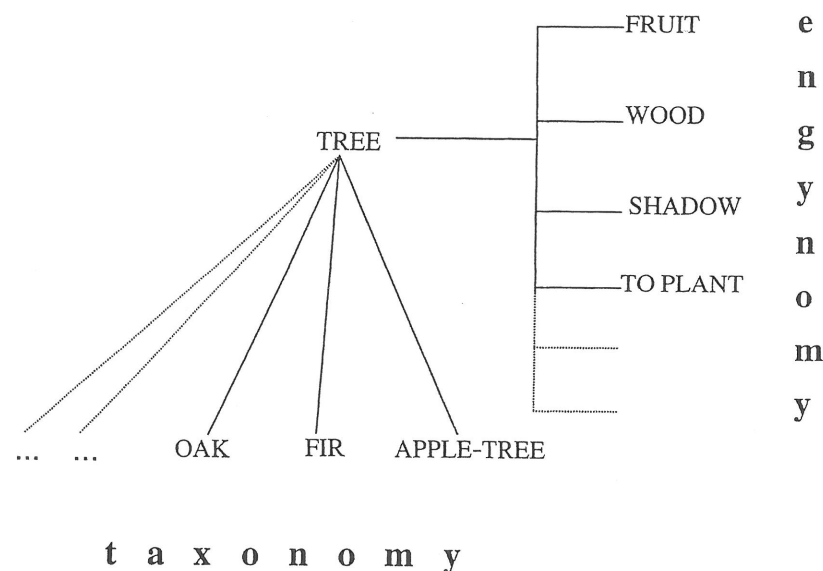 FRUIT
WOOD
TREE
SHADOW
TO PLANT
... ... OAK FIR APPLE-TREE
e
n
g
y
n
o
m
y
t a x o n o m y